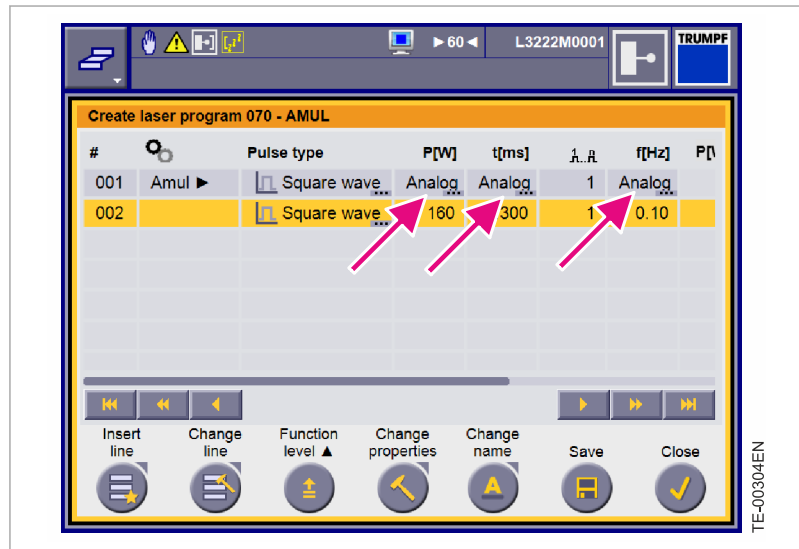 ►60◄ L3222M0001 TRUMPF
Create laser program 070 - AMUL
# Pulse type P[W] t[ms] 1..n f[Hz]
001 Amul ► Square wave... Analog... Analog... 1 Analog...
002 Square wave... 160 300 1 0.10
Insert line
Change line
Function level ▲
Change properties
Change name
Save
Close
TE-00304EN